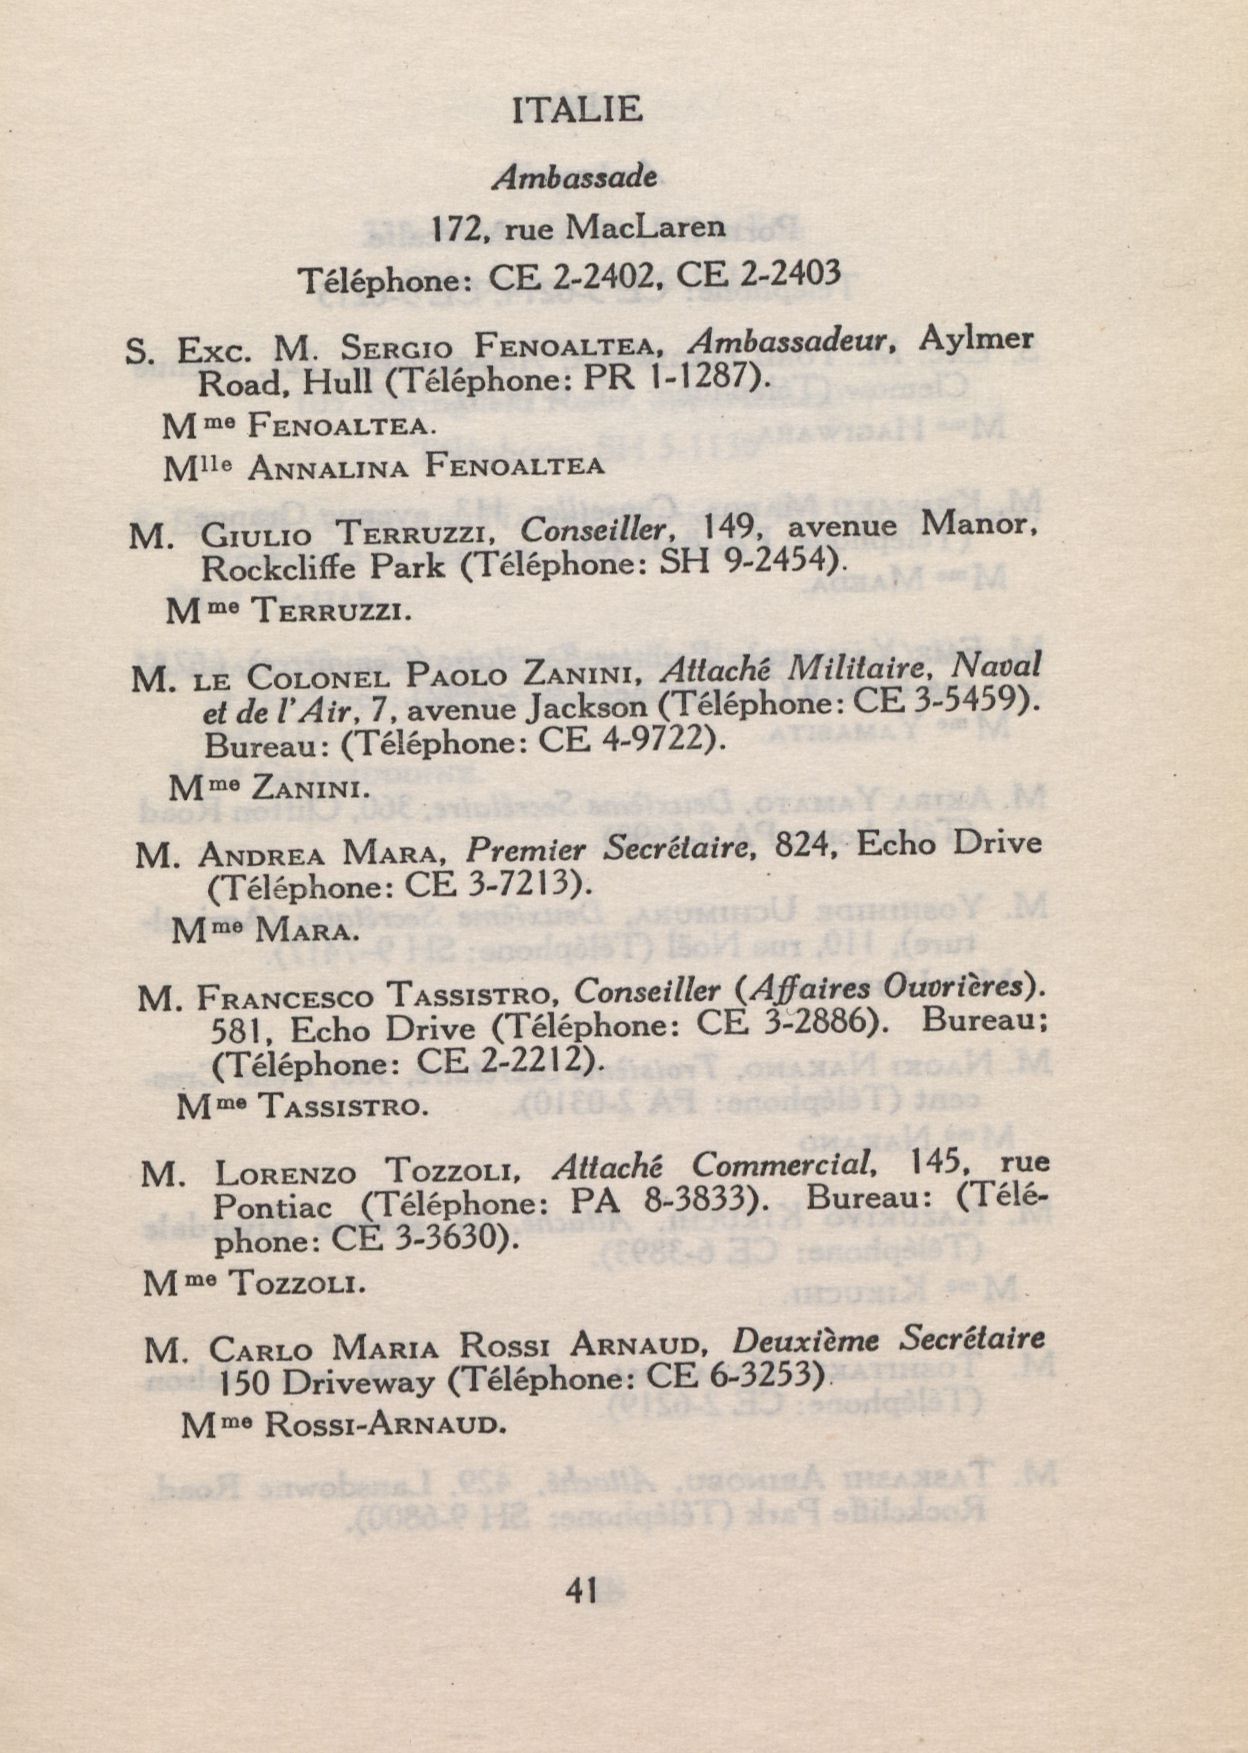 ITALIE
Ambassade
172, rue MacLaren
Téléphone: CE 2-2402, CE 2-2403
S. Exc. M. Sergio Fenoaltea, Ambassadeur, Aylmer
Road, Hull (Téléphone: PR 1-1287).
Mme Fenoaltea.
Mlle Annalina Fenoaltea
M. Giulio Terruzzi, Conseiller, 149, avenue Manor,
Rockcliffe Park (Téléphone: SH 9-2454).
Mme Terruzzi.
M. le Colonel Paolo Zanini, Attaché Militaire, Naval
et de l'Air, 7, avenue Jackson (Téléphone: CE 3-5459).
Bureau: (Téléphone: CE 4-9722).
Mme Zanini.
M. Andrea Mara, Premier Secrétaire, 824, Echo Drive
(Téléphone: CE 3-7213).
Mme Mara.
M. Francesco Tassistro, Conseiller (Affaires Ouvrières).
581, Echo Drive (Téléphone: CE 3-2886). Bureau;
(Téléphone: CE 2-2212).
Mme Tassistro.
M. Lorenzo Tozzoli, Attaché Commercial, 145, rue
Pontiac (Téléphone: PA 8-3833). Bureau: (Télé-
phone: CE 3-3630).
Mme Tozzoli.
M. Carlo Maria Rossi Arnaud, Deuxième Secrétaire
150 Driveway (Téléphone: CE 6-3253).
Mme Rossi-Arnaud.
41